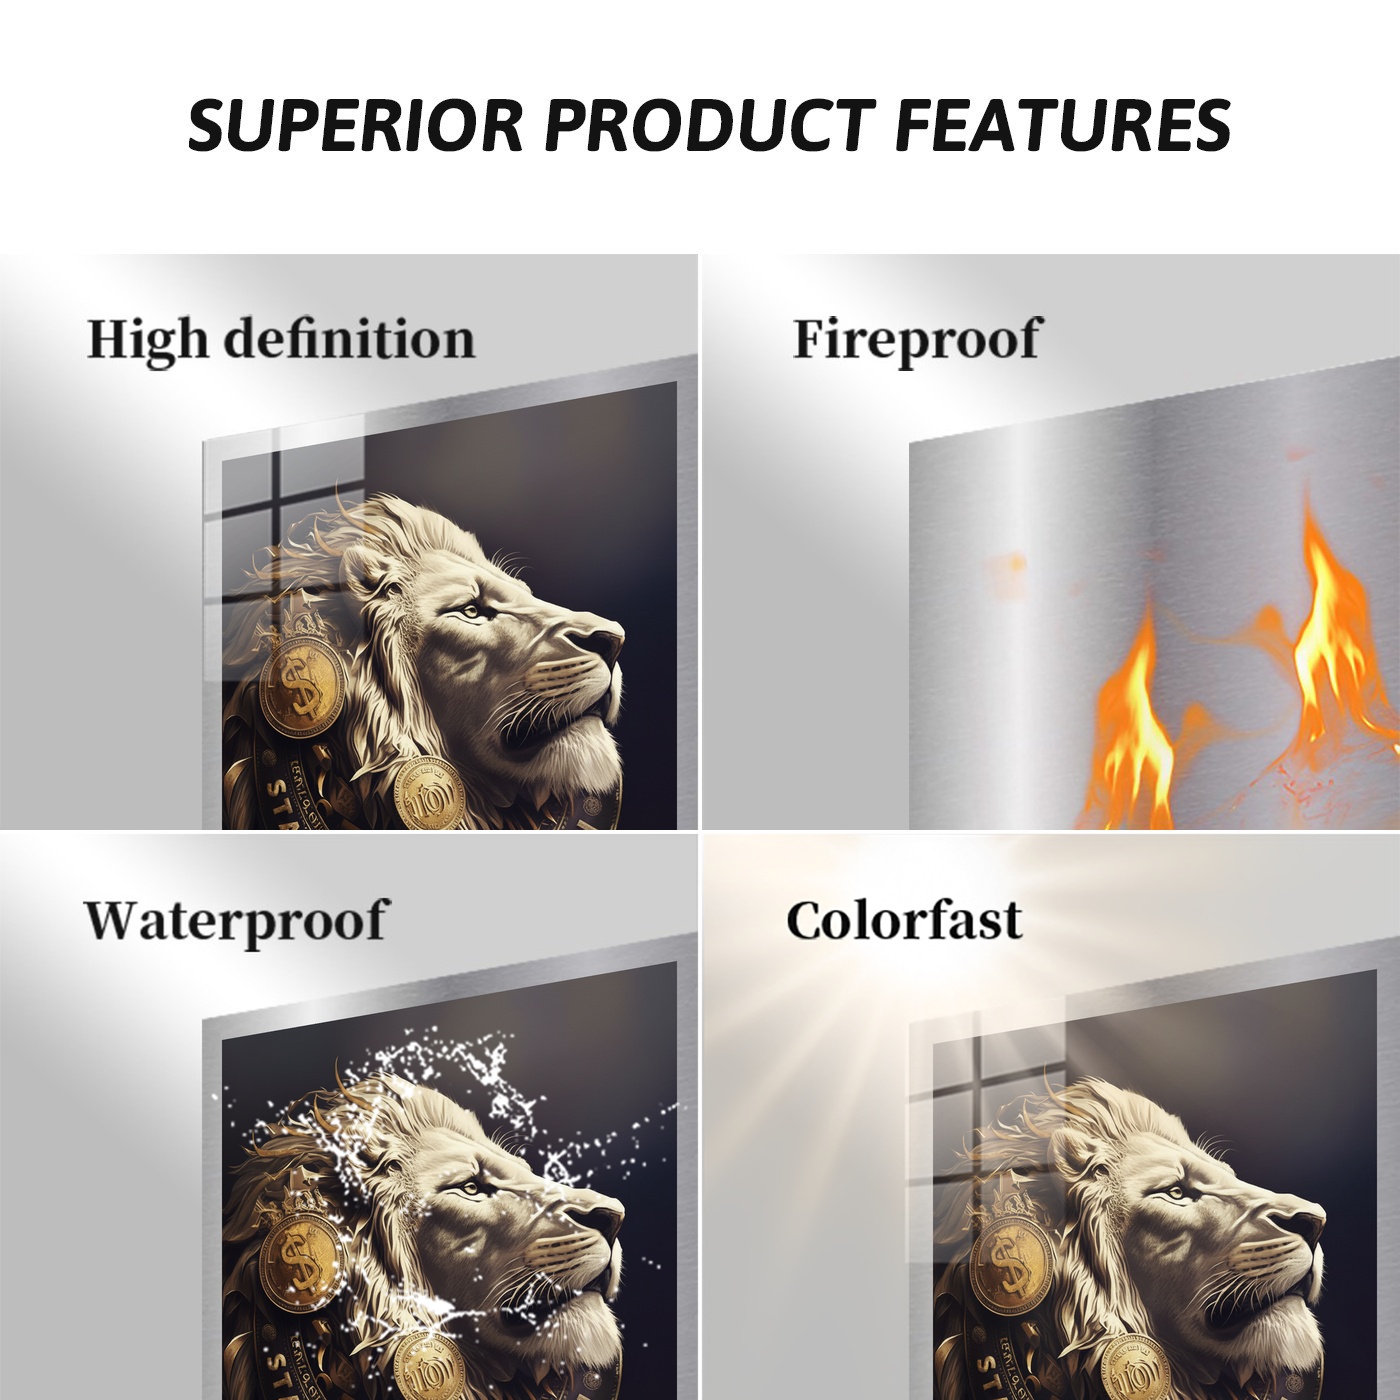 SUPERIOR PRODUCT FEATURES
High definition
Fireproof
Waterproof
Colorfast